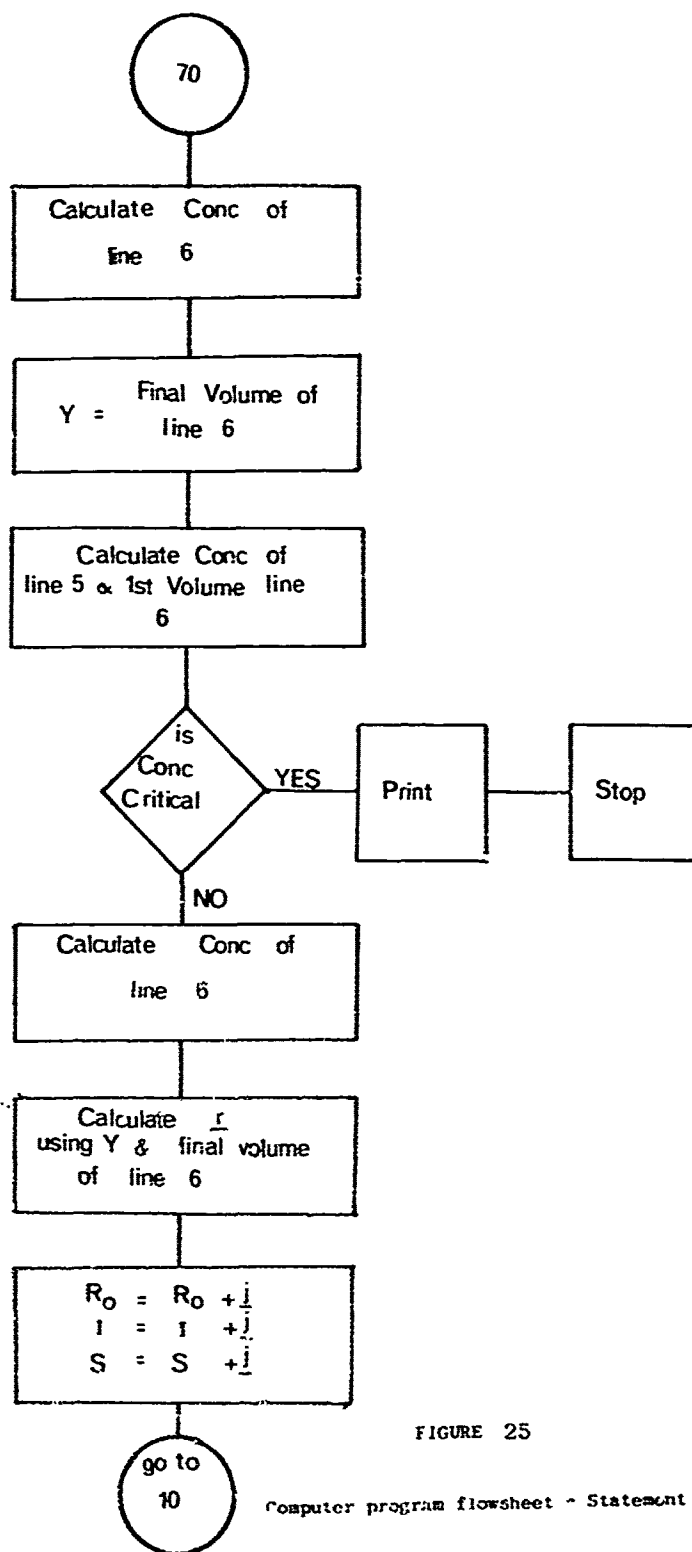 70
Calculate Conc of
line 6
Y = Final Volume of
line 6
Calculate Conc of
line 5 & 1st Volume line
6
is
Conc
Critical
YES
Print
Stop
NO
Calculate Conc of
line 6
Calculate r
using Y & final volume
of line 6
Ro = Ro + j
I = I + j
S = S + j
go to
10
FIGURE 25
Computer program flowsheet - Statement